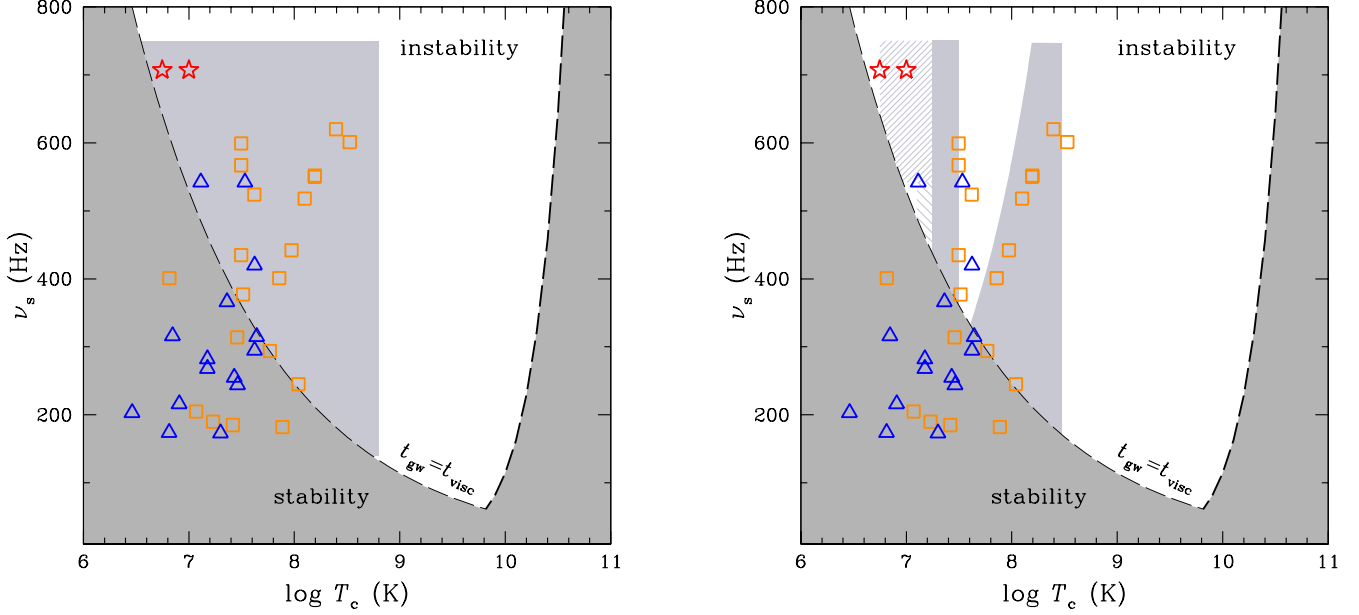 800
600
400
200
6
7
8
9
10
11
ν_s (Hz)
log T_c (K)
instability
stability
t_gw=t_visc
800
600
400
200
6
7
8
9
10
11
ν_s (Hz)
log T_c (K)
instability
stability
t_gw=t_visc